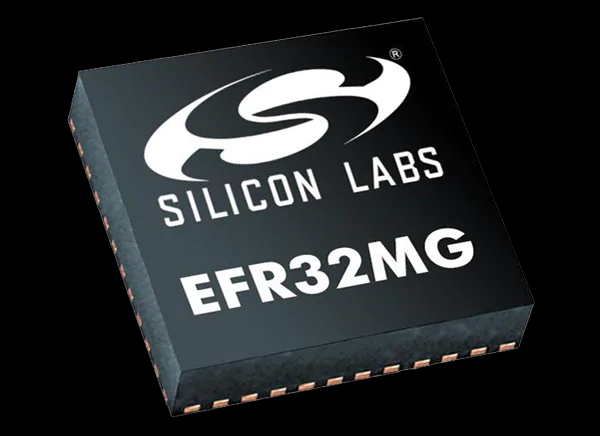 ®
SILICON LABS
EFR32MG